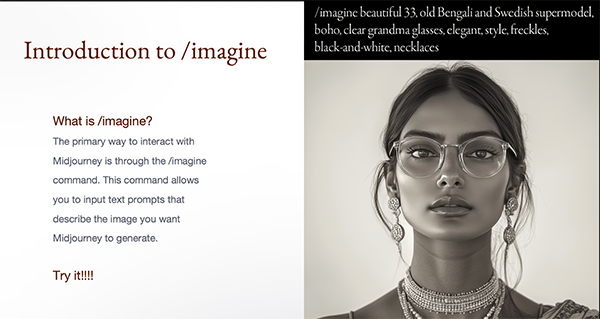 Introduction to /imagine
What is /imagine?
The primary way to interact with
Midjourney is through the /imagine
command. This command allows
you to input text prompts that
describe the image you want
Midjourney to generate.
Try it!!!!
/imagine beautiful 33, old Bengali and Swedish supermodel,
boho, clear grandma glasses, elegant, style, freckles,
black-and-white, necklaces